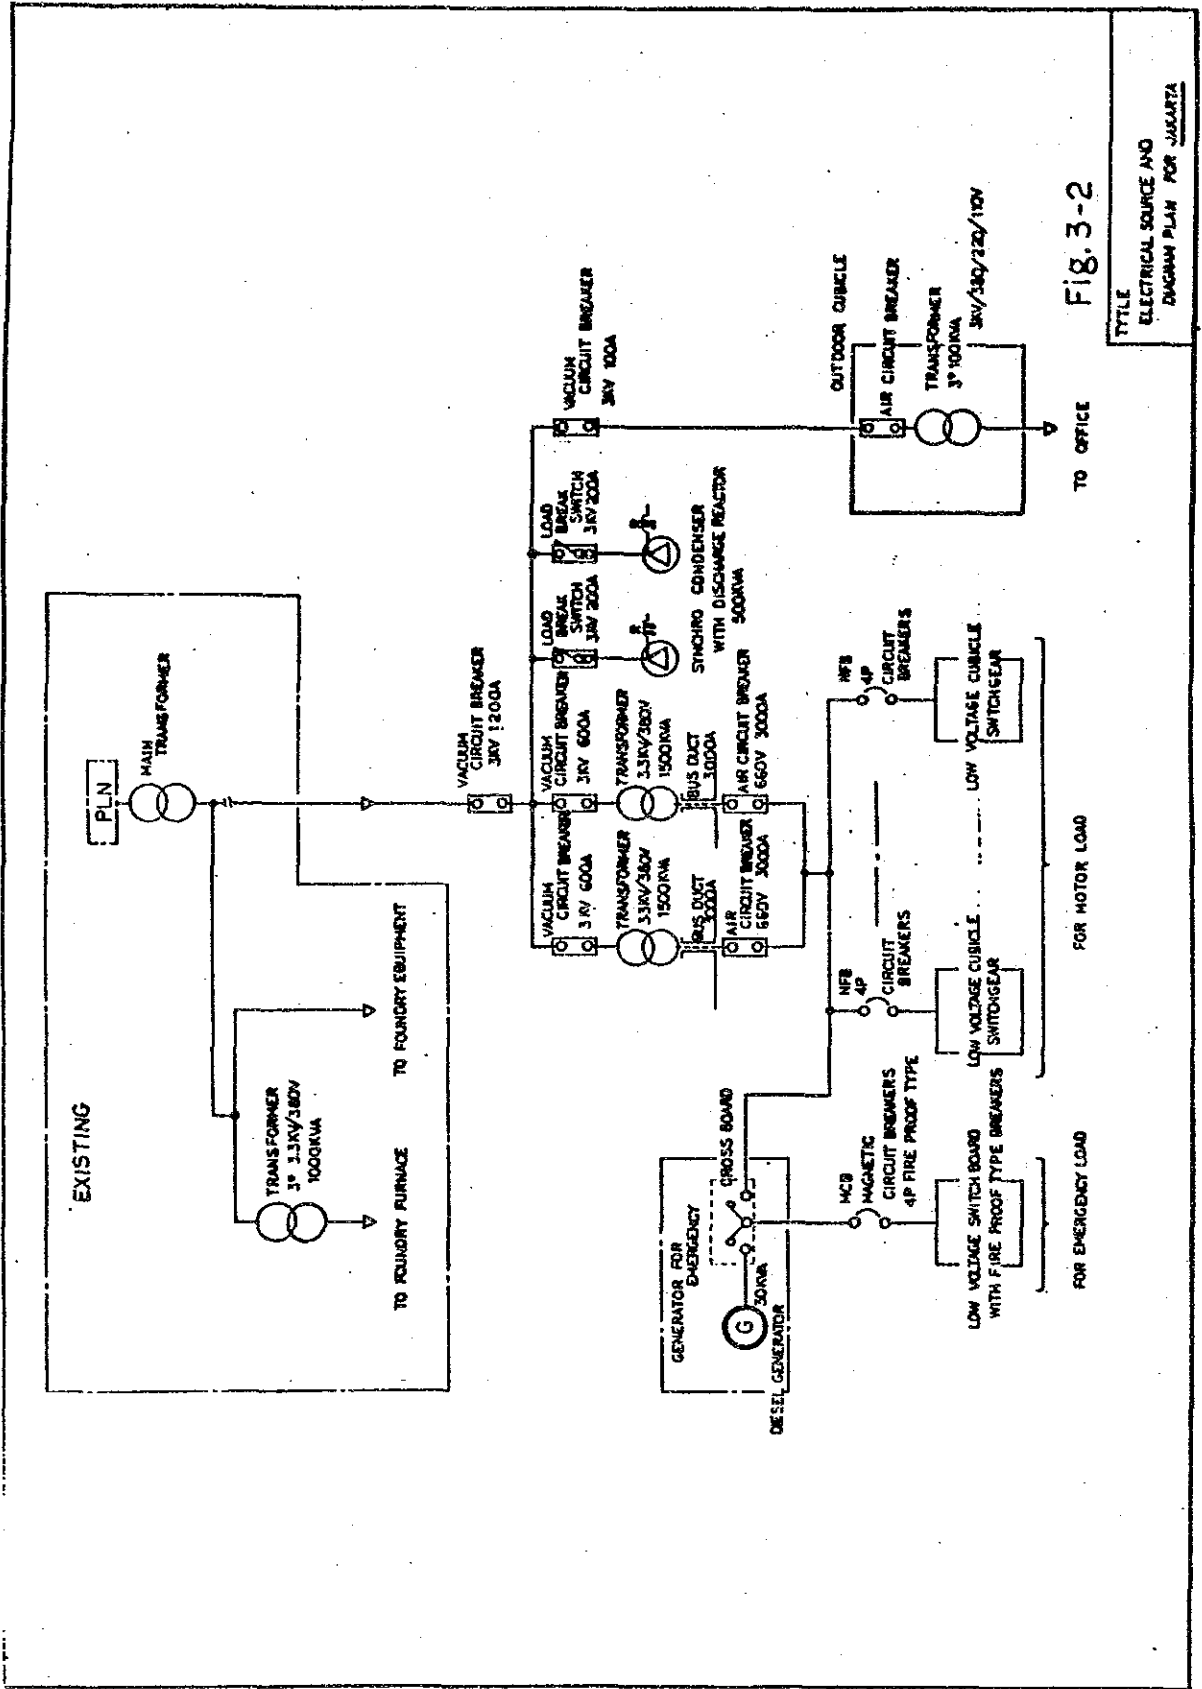 EXISTING
PLN
MAIN
TRANSFORMER
TRANSFORMER
3φ 3.3KV/380V
1000KVA
TO FOUNDRY FURNACE
TO FOUNDRY EQUIPMENT
VACUUM
CIRCUIT BREAKER
3KV 1200A
VACUUM
CIRCUIT BREAKER
3 KV 600A
VACUUM
CIRCUIT BREAKER
3KV 600A
LOAD
BREAK
SWITCH
3KV 200A
LOAD
BREAK
SWITCH
3KV 200A
VACUUM
CIRCUIT BREAKER
3KV 100A
TRANSFORMER
3.3KV/380V
1500KVA
TRANSFORMER
3.3KV/380V
1500KVA
R
R
SYNCHRO CONDENSER
WITH DISCHARGE REACTOR
500KVA
BUS DUCT
3000A
BUS DUCT
3000A
AIR
CIRCUIT BREAKER
660V 3000A
AIR CIRCUIT BREAKER
660V 3000A
OUTDOOR CUBICLE
AIR CIRCUIT BREAKER
TRANSFORMER
3φ 100KVA
3KV/380/220/110V
TO OFFICE
GENERATOR FOR
EMERGENCY
CROSS BOARD
G
30KVA
DIESEL GENERATOR
MCB
MAGNETIC
CIRCUIT BREAKERS
4P FIRE PROOF TYPE
NFB
4P
CIRCUIT
BREAKERS
NFB
4P
CIRCUIT
BREAKERS
LOW VOLTAGE SWITCH BOARD
WITH FIRE PROOF TYPE BREAKERS
LOW VOLTAGE CUBICLE
SWITCHGEAR
LOW VOLTAGE CUBICLE
SWITCHGEAR
FOR EMERGENCY LOAD
FOR MOTOR LOAD
Fig. 3-2
TYTLE
ELECTRICAL SOURCE AND
DIAGRAM PLAN FOR JAKARTA